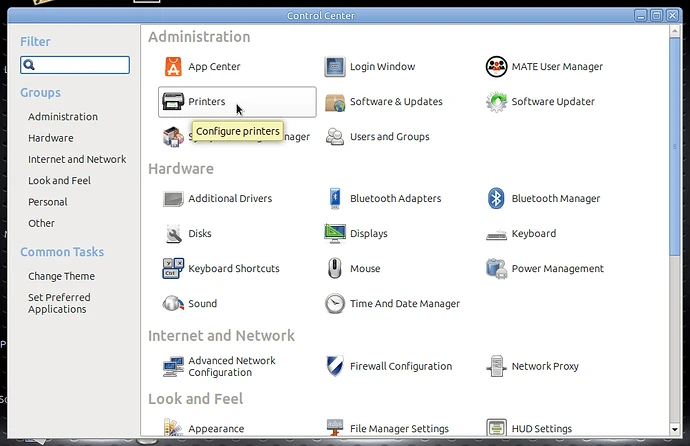 Control Center
Filter
Groups
Administration
Hardware
Internet and Network
Look and Feel
Personal
Other
Common Tasks
Change Theme
Set Preferred
Applications
Administration
App Center
Login Window
MATE User Manager
Printers
Software & Updates
Software Updater
Configure printers
Users and Groups
Hardware
Additional Drivers
Bluetooth Adapters
Bluetooth Manager
Disks
Displays
Keyboard
Keyboard Shortcuts
Mouse
Power Management
Sound
Time And Date Manager
Internet and Network
Advanced Network
Configuration
Firewall Configuration
Network Proxy
Look and Feel
Appearance
File Manager Settings
HUD Settings